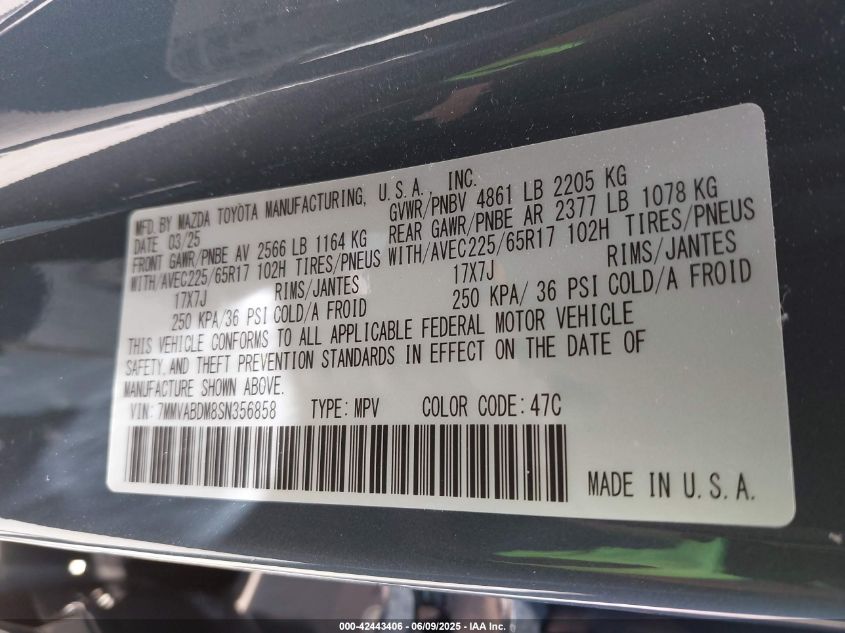 MFD. BY MAZDA TOYOTA MANUFACTURING, U.S.A., INC.
DATE 03/25 GVWR/PNBV 4861 LB 2205 KG
FRONT GAWR/PNBE AV 2566 LB 1164 KG REAR GAWR/PNBE AR 2377 LB 1078 KG
WITH/AVEC225/65R17 102H TIRES/PNEUS WITH/AVEC225/65R17 102H TIRES/PNEUS
17X7J RIMS/JANTES 17X7J RIMS/JANTES
250 KPA/36 PSI COLD/A FROID 250 KPA/ 36 PSI COLD/A FROID
THIS VEHICLE CONFORMS TO ALL APPLICABLE FEDERAL MOTOR VEHICLE
SAFETY, AND THEFT PREVENTION STANDARDS IN EFFECT ON THE DATE OF
MANUFACTURE SHOWN ABOVE.
VIN: 7MMVABDM8SN356858 TYPE: MPV COLOR CODE: 47C
MADE IN U.S.A.
000-42443406 - 06/09/2025 - IAA Inc.